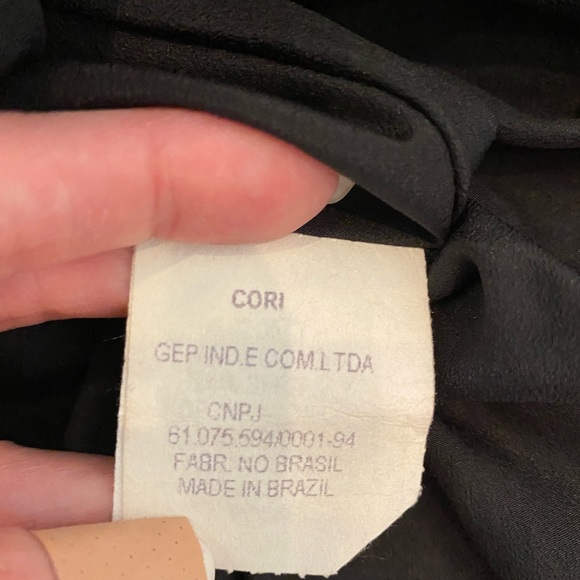 CORI
GEP IND.E COM.LTDA
CNPJ
61.075.594/0001-94
FABR. NO BRASIL
MADE IN BRAZIL